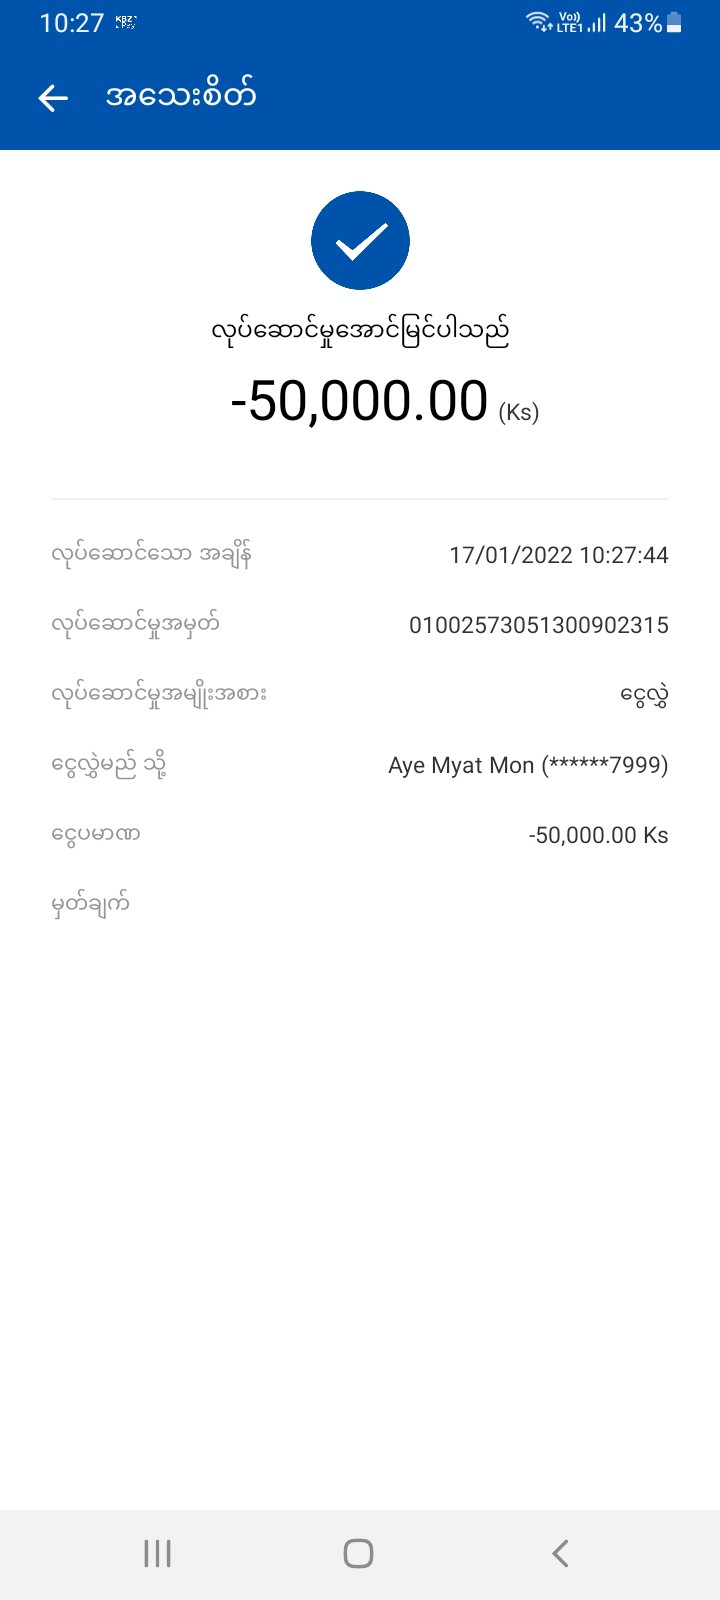 10:27 KBZ Pay Vo)) LTE1 43%
အသေးစိတ်
လုပ်ဆောင်မှုအောင်မြင်ပါသည်
-50,000.00 (Ks)
လုပ်ဆောင်သော အချိန် 17/01/2022 10:27:44
လုပ်ဆောင်မှုအမှတ် 01002573051300902315
လုပ်ဆောင်မှုအမျိုးအစား ငွေလွှဲ
ငွေလွှဲမည် သို့ Aye Myat Mon (******7999)
ငွေပမာဏ -50,000.00 Ks
မှတ်ချက်